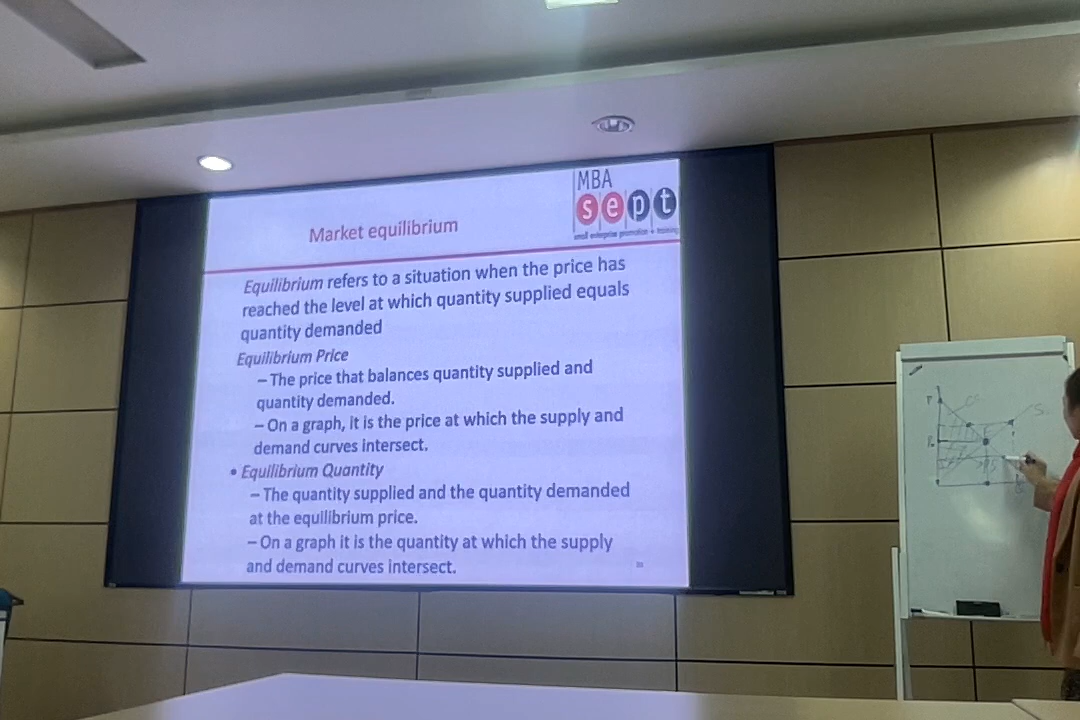 MBA
sept
small enterprise promotion + training
Market equilibrium
Equilibrium refers to a situation when the price has
reached the level at which quantity supplied equals
quantity demanded
Equilibrium Price
– The price that balances quantity supplied and
quantity demanded.
– On a graph, it is the price at which the supply and
demand curves intersect.
• Equilibrium Quantity
– The quantity supplied and the quantity demanded
at the equilibrium price.
– On a graph it is the quantity at which the supply
and demand curves intersect.
P
S